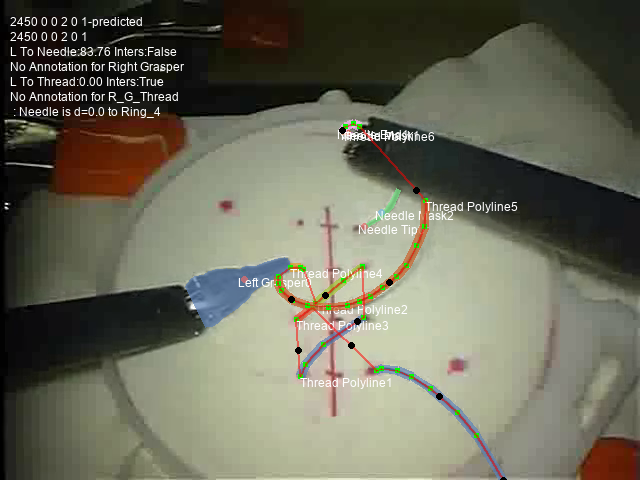 2450 0 0 2 0 1-predicted
2450 0 0 2 0 1
L To Needle:83.76 Inters:False
No Annotation for Right Grasper
L To Thread:0.00 Inters:True
No Annotation for R_G_Thread
: Needle is d=0.0 to Ring_4
Polyline6
Thread Polyline5
Needle Mask2
Needle Tip
Thread Polyline4
Left Grasper
Thread Polyline2
Thread Polyline3
Thread Polyline1